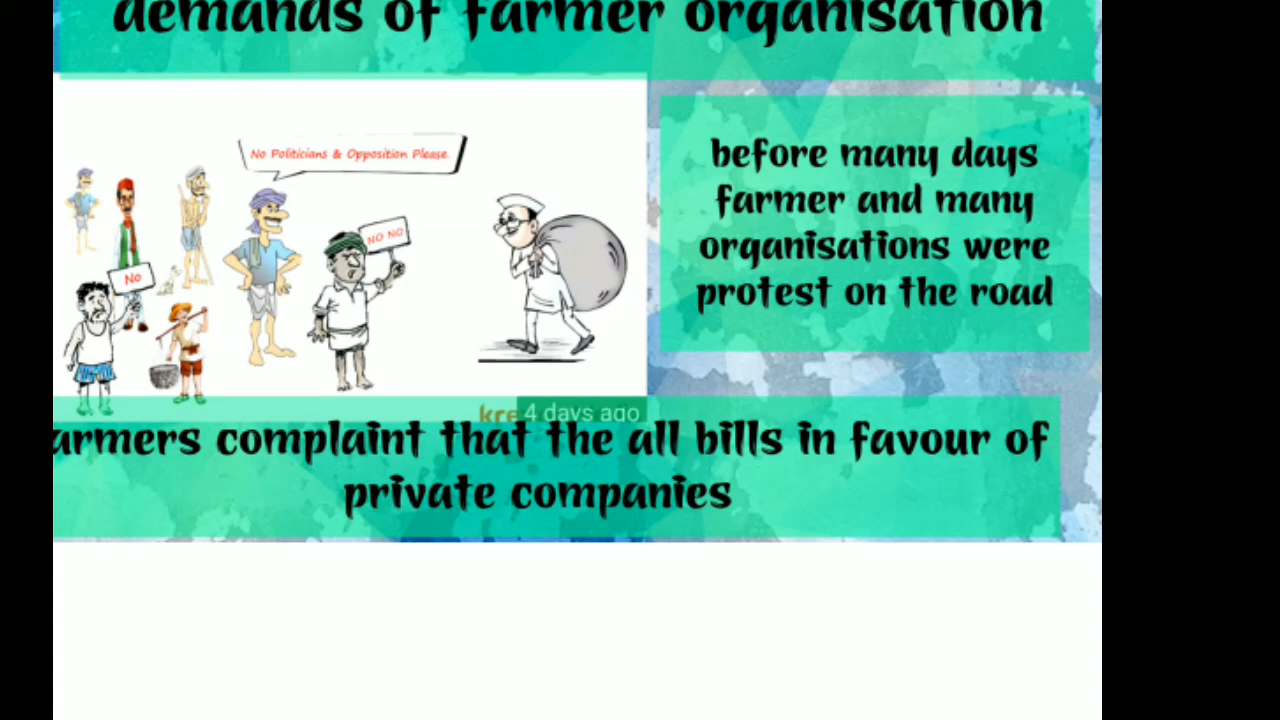 demands of farmer organisation
No Politicians & Opposition Please.
NO NO
No
before many days
farmer and many
organisations were
protest on the road
kre 4 days ago
armers complaint that the all bills in favour of
private companies